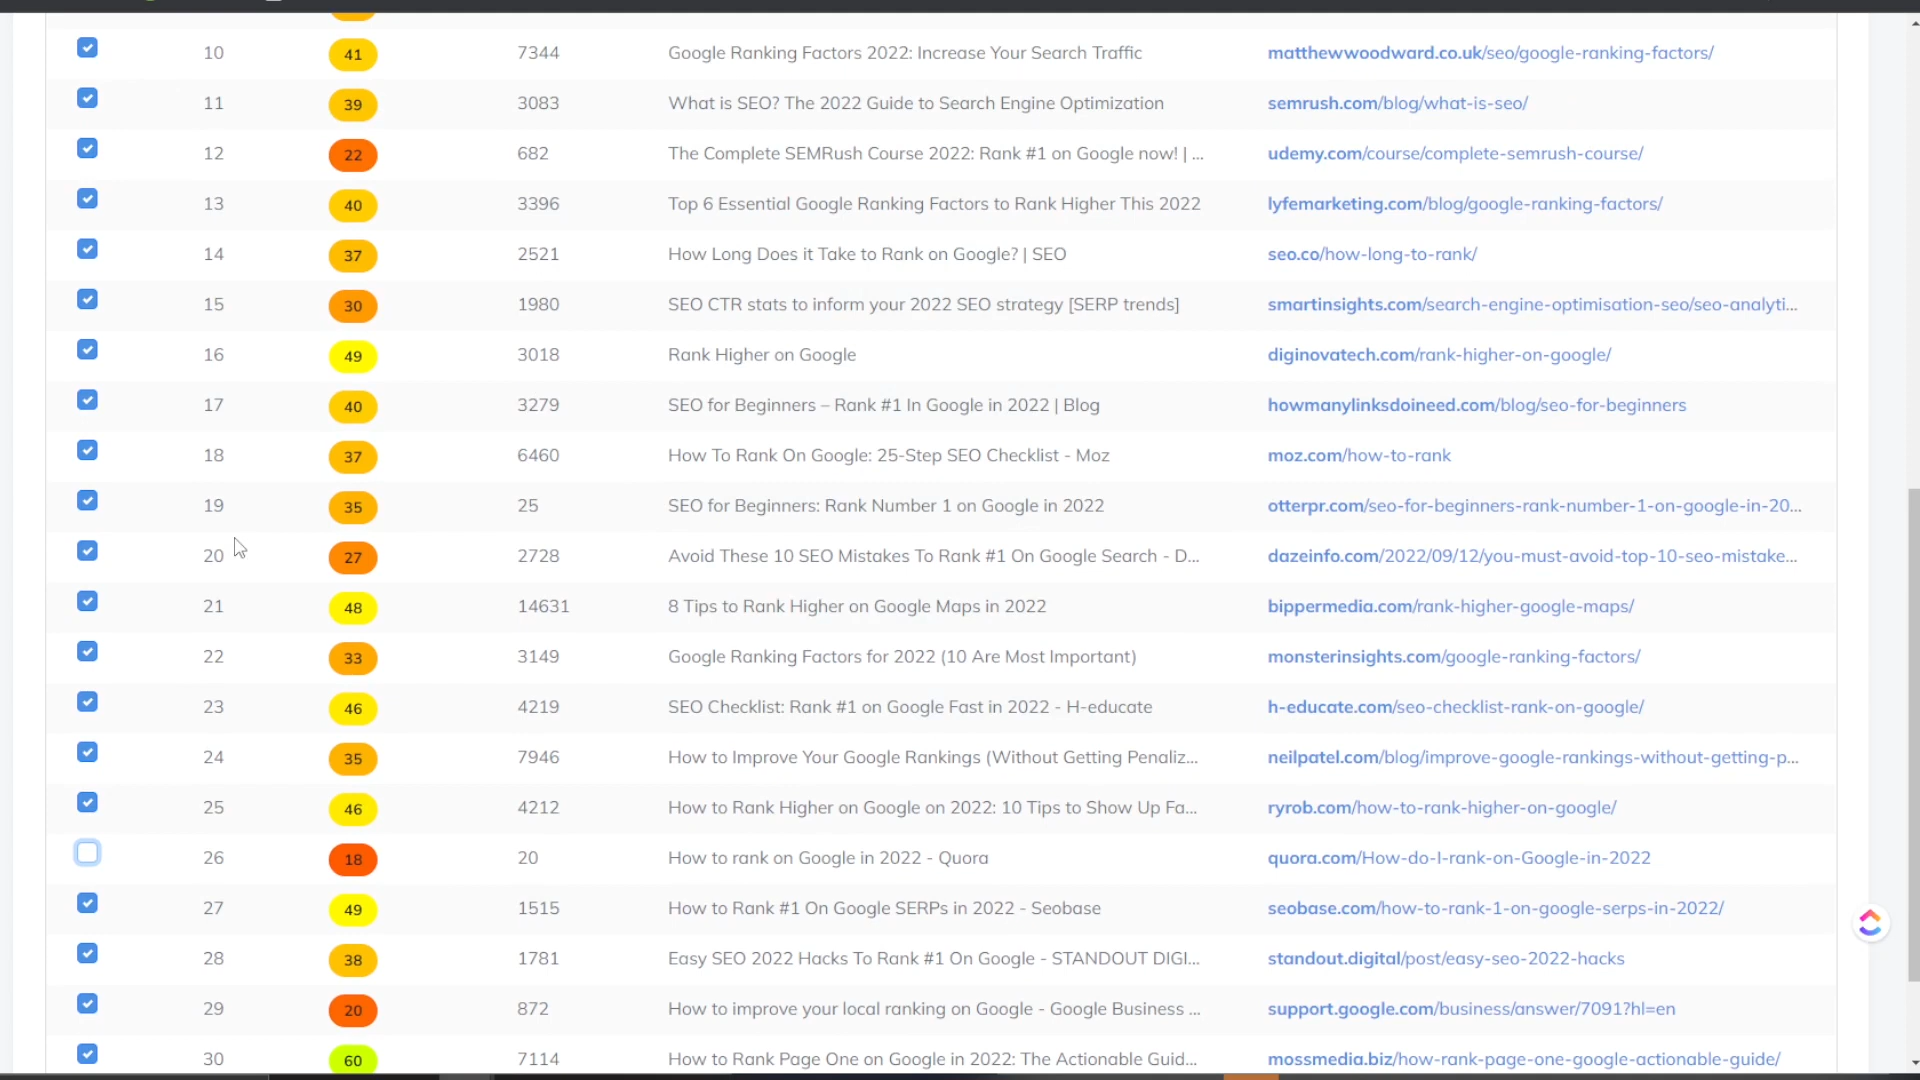 10 41 7344 Google Ranking Factors 2022: Increase Your Search Traffic matthewwoodward.co.uk/seo/google-ranking-factors/
11 39 3083 What is SEO? The 2022 Guide to Search Engine Optimization semrush.com/blog/what-is-seo/
12 22 682 The Complete SEMRush Course 2022: Rank #1 on Google now! | ... udemy.com/course/complete-semrush-course/
13 40 3396 Top 6 Essential Google Ranking Factors to Rank Higher This 2022 lyfemarketing.com/blog/google-ranking-factors/
14 37 2521 How Long Does it Take to Rank on Google? | SEO seo.co/how-long-to-rank/
15 30 1980 SEO CTR stats to inform your 2022 SEO strategy [SERP trends] smartinsights.com/search-engine-optimisation-seo/seo-analyti...
16 49 3018 Rank Higher on Google diginovatech.com/rank-higher-on-google/
17 40 3279 SEO for Beginners – Rank #1 In Google in 2022 | Blog howmanylinksdoineed.com/blog/seo-for-beginners
18 37 6460 How To Rank On Google: 25-Step SEO Checklist - Moz moz.com/how-to-rank
19 35 25 SEO for Beginners: Rank Number 1 on Google in 2022 otterpr.com/seo-for-beginners-rank-number-1-on-google-in-20...
20 27 2728 Avoid These 10 SEO Mistakes To Rank #1 On Google Search - D... dazeinfo.com/2022/09/12/you-must-avoid-top-10-seo-mistake...
21 48 14631 8 Tips to Rank Higher on Google Maps in 2022 bippermedia.com/rank-higher-google-maps/
22 33 3149 Google Ranking Factors for 2022 (10 Are Most Important) monsterinsights.com/google-ranking-factors/
23 46 4219 SEO Checklist: Rank #1 on Google Fast in 2022 - H-educate h-educate.com/seo-checklist-rank-on-google/
24 35 7946 How to Improve Your Google Rankings (Without Getting Penaliz... neilpatel.com/blog/improve-google-rankings-without-getting-p...
25 46 4212 How to Rank Higher on Google on 2022: 10 Tips to Show Up Fa... ryrob.com/how-to-rank-higher-on-google/
26 18 20 How to rank on Google in 2022 - Quora quora.com/How-do-I-rank-on-Google-in-2022
27 49 1515 How to Rank #1 On Google SERPs in 2022 - Seobase seobase.com/how-to-rank-1-on-google-serps-in-2022/
28 38 1781 Easy SEO 2022 Hacks To Rank #1 On Google - STANDOUT DIGI... standout.digital/post/easy-seo-2022-hacks
29 20 872 How to improve your local ranking on Google - Google Business ... support.google.com/business/answer/7091?hl=en
30 60 7114 How to Rank Page One on Google in 2022: The Actionable Guid... mossmedia.biz/how-rank-page-one-google-actionable-guide/